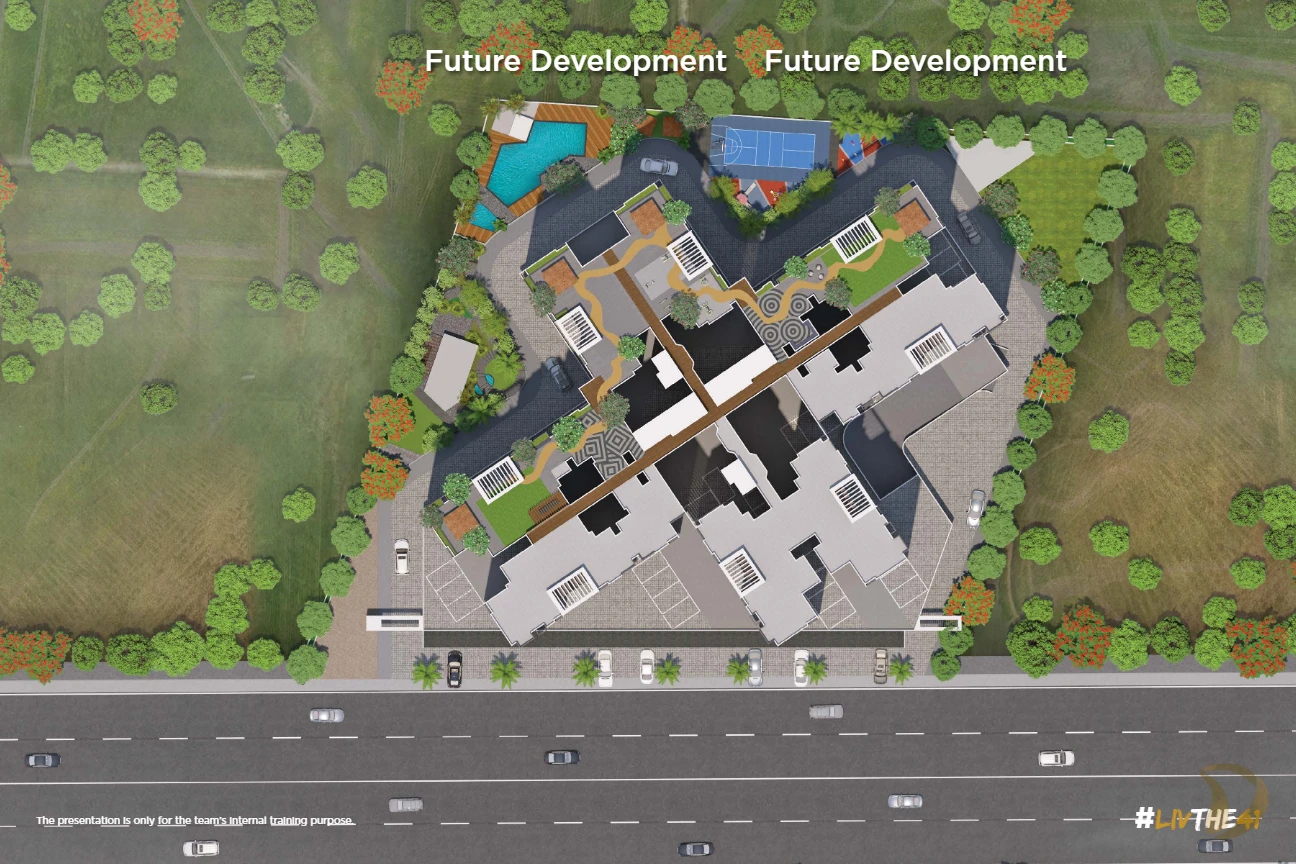 Future Development Future Development
The presentation is only for the team's internal training purpose.
#LIVTHE41